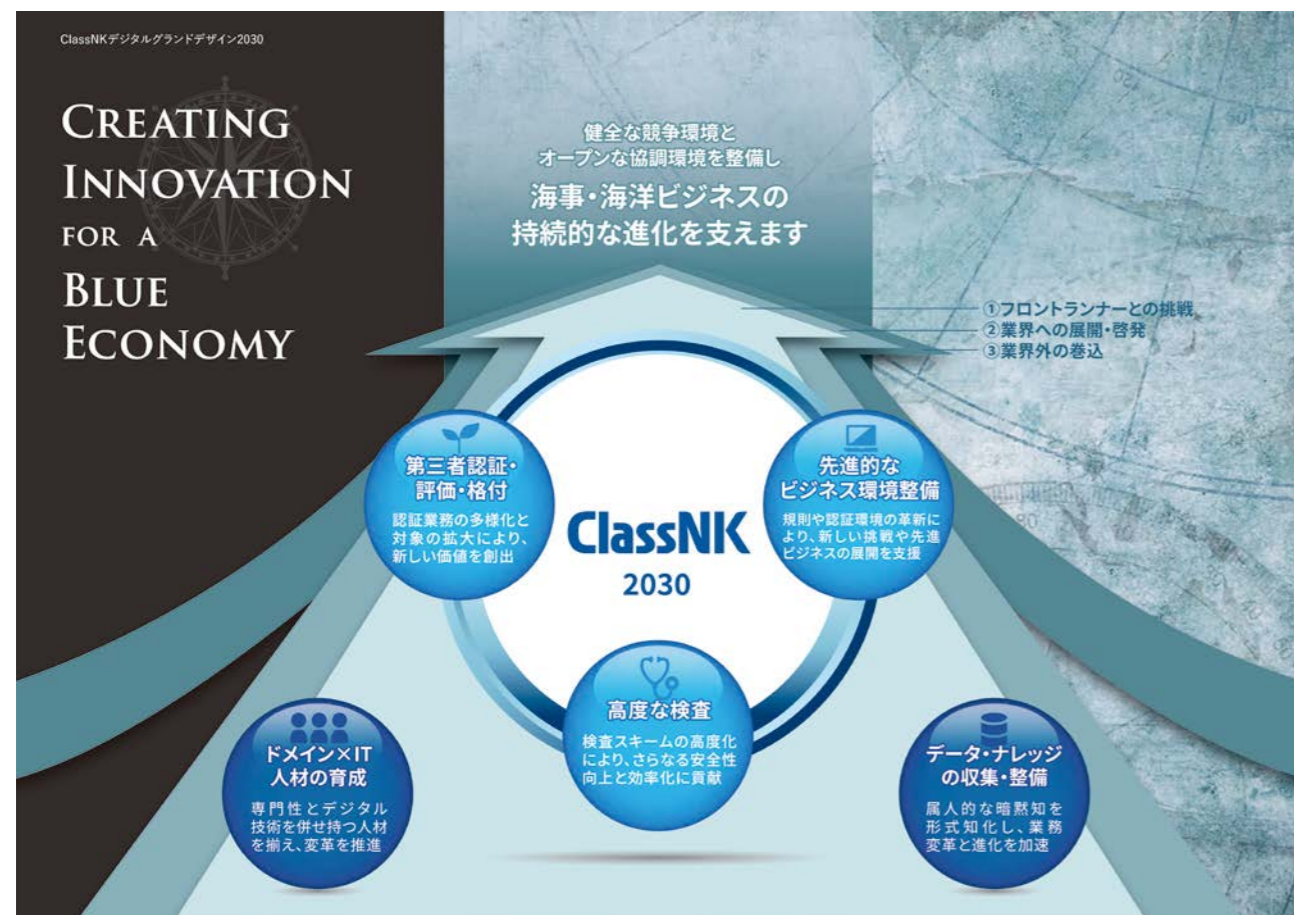 ClassNKデジタルグランドデザイン2030
CREATING
INNOVATION
FOR A
BLUE
ECONOMY
健全な競争環境と
オープンな協調環境を整備し
海事・海洋ビジネスの
持続的な進化を支えます
①フロントランナーとの挑戦
②業界への展開・啓発
③業界外の巻込
第三者認証・
評価・格付
認証業務の多様化と
対象の拡大により、
新しい価値を創出
先進的な
ビジネス環境整備
規則や認証環境の革新に
より、新しい挑戦や先進
ビジネスの展開を支援
ClassNK
2030
高度な検査
検査スキームの高度化
により、さらなる安全性
向上と効率化に貢献
ドメイン×IT
人材の育成
専門性とデジタル
技術を併せ持つ人材
を揃え、変革を推進
データ・ナレッジ
の収集・整備
属人的な暗黙知を
形式知化し、業務
変革と進化を加速